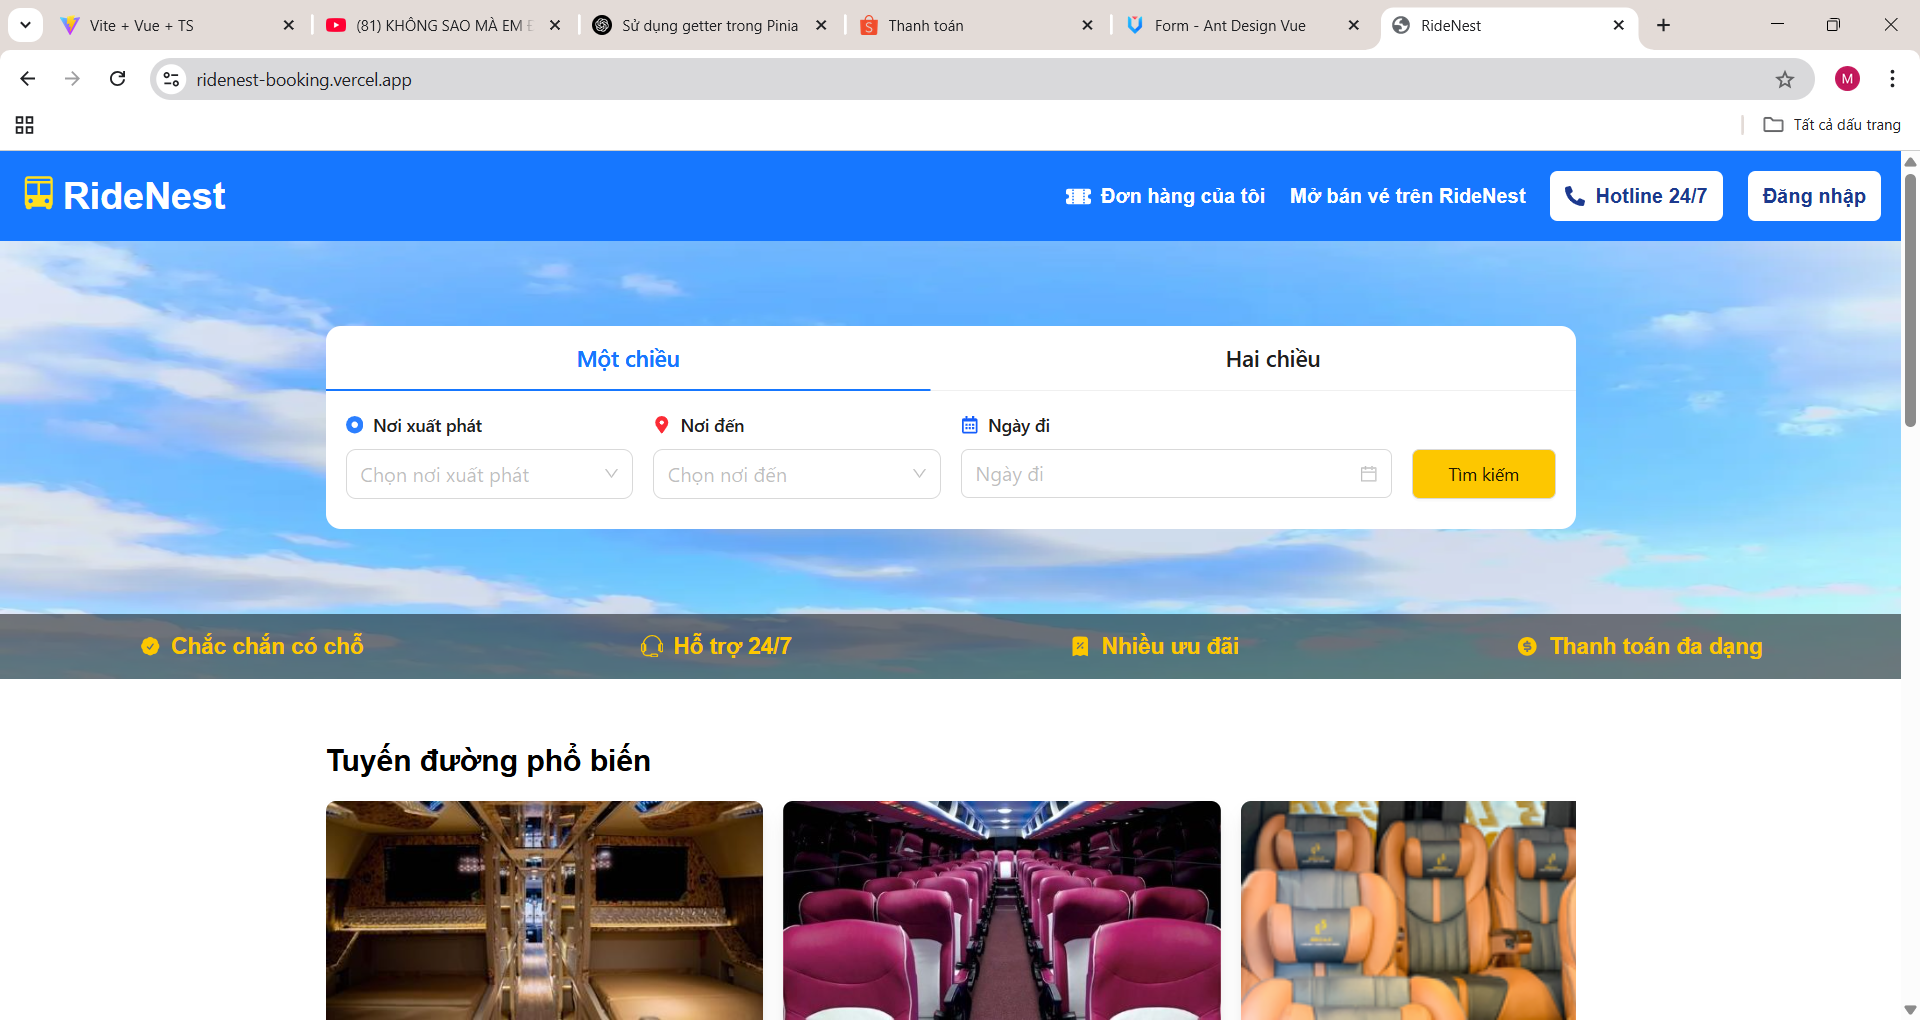 Vite + Vue + TS
(81) KHÔNG SAO MÀ EM
Sử dụng getter trong Pinia
Thanh toán
Form - Ant Design Vue
RideNest
ridenest-booking.vercel.app
M
Tất cả dấu trang
RideNest
Đơn hàng của tôi
Mở bán vé trên RideNest
Hotline 24/7
Đăng nhập
Một chiều
Hai chiều
Nơi xuất phát
Nơi đến
Ngày đi
Chọn nơi xuất phát
Chọn nơi đến
Ngày đi
Tìm kiếm
Chắc chắn có chỗ
Hỗ trợ 24/7
Nhiều ưu đãi
Thanh toán đa dạng
Tuyến đường phổ biến